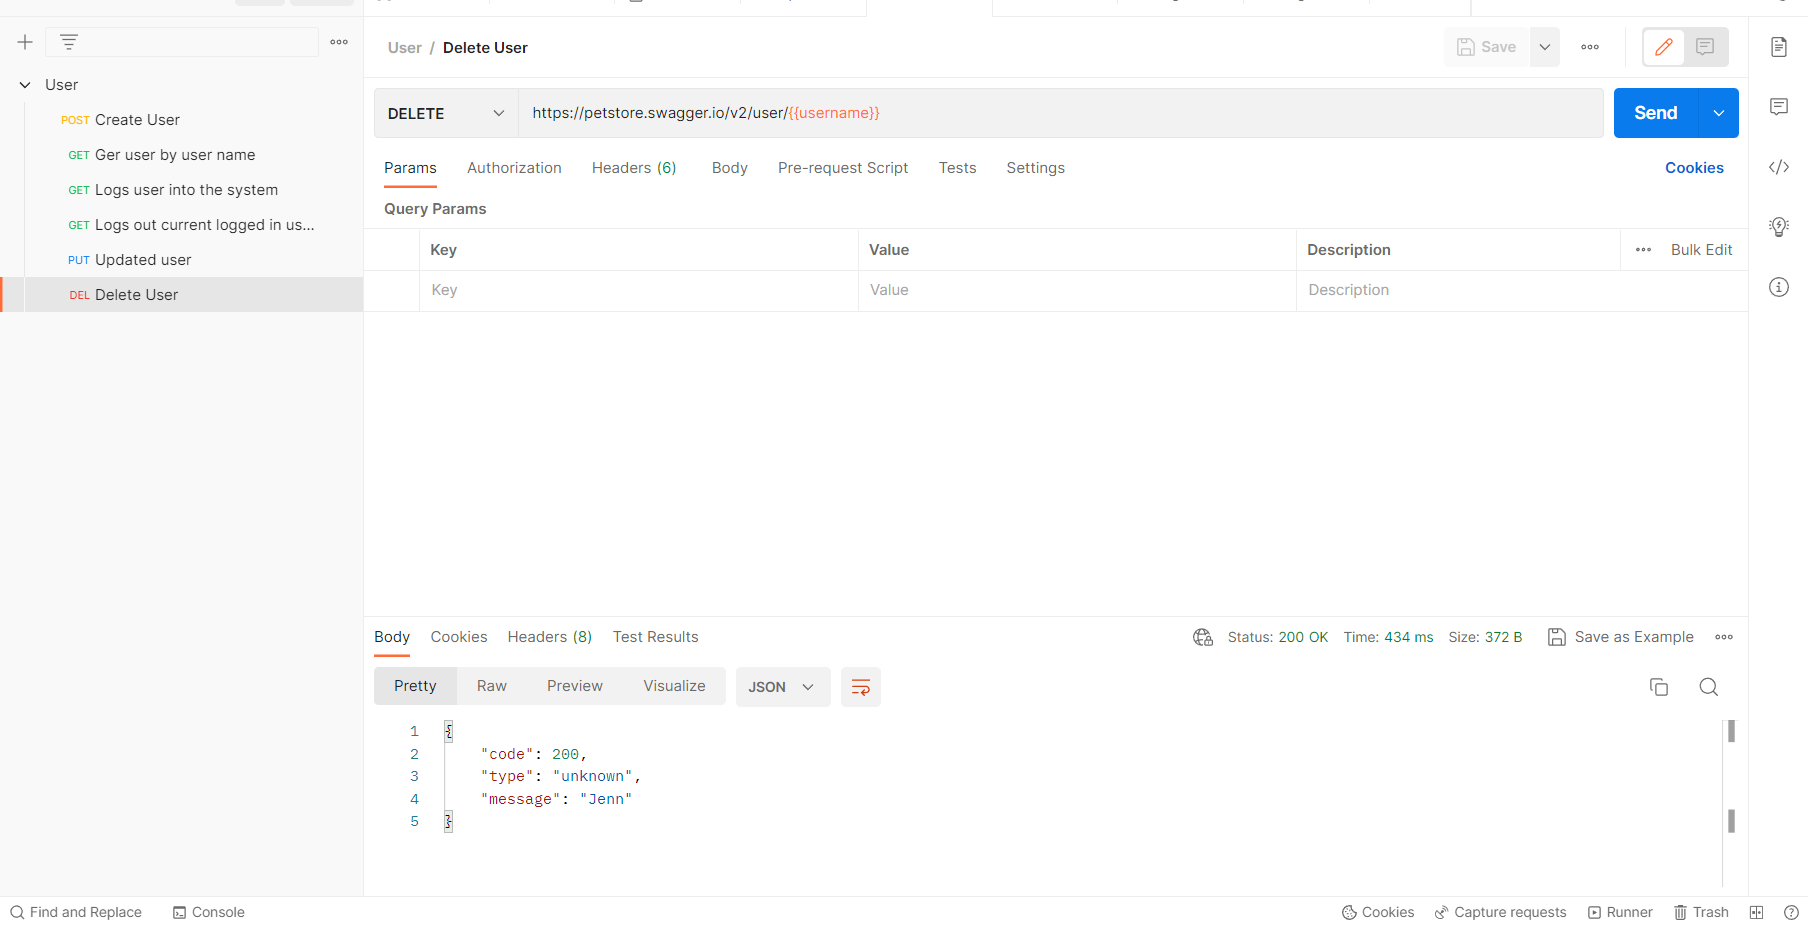 User / Delete User
Save
User
POST Create User
GET Ger user by user name
GET Logs user into the system
GET Logs out current logged in us...
PUT Updated user
DEL Delete User
DELETE
https://petstore.swagger.io/v2/user/{{username}}
Send
Params Authorization Headers (6) Body Pre-request Script Tests Settings Cookies
Query Params
Key Value Description Bulk Edit
Key Value Description
Body Cookies Headers (8) Test Results
Status: 200 OK Time: 434 ms Size: 372 B Save as Example
Pretty Raw Preview Visualize JSON
1 {
2 "code": 200,
3 "type": "unknown",
4 "message": "Jenn"
5 }
Find and Replace Console Cookies Capture requests Runner Trash